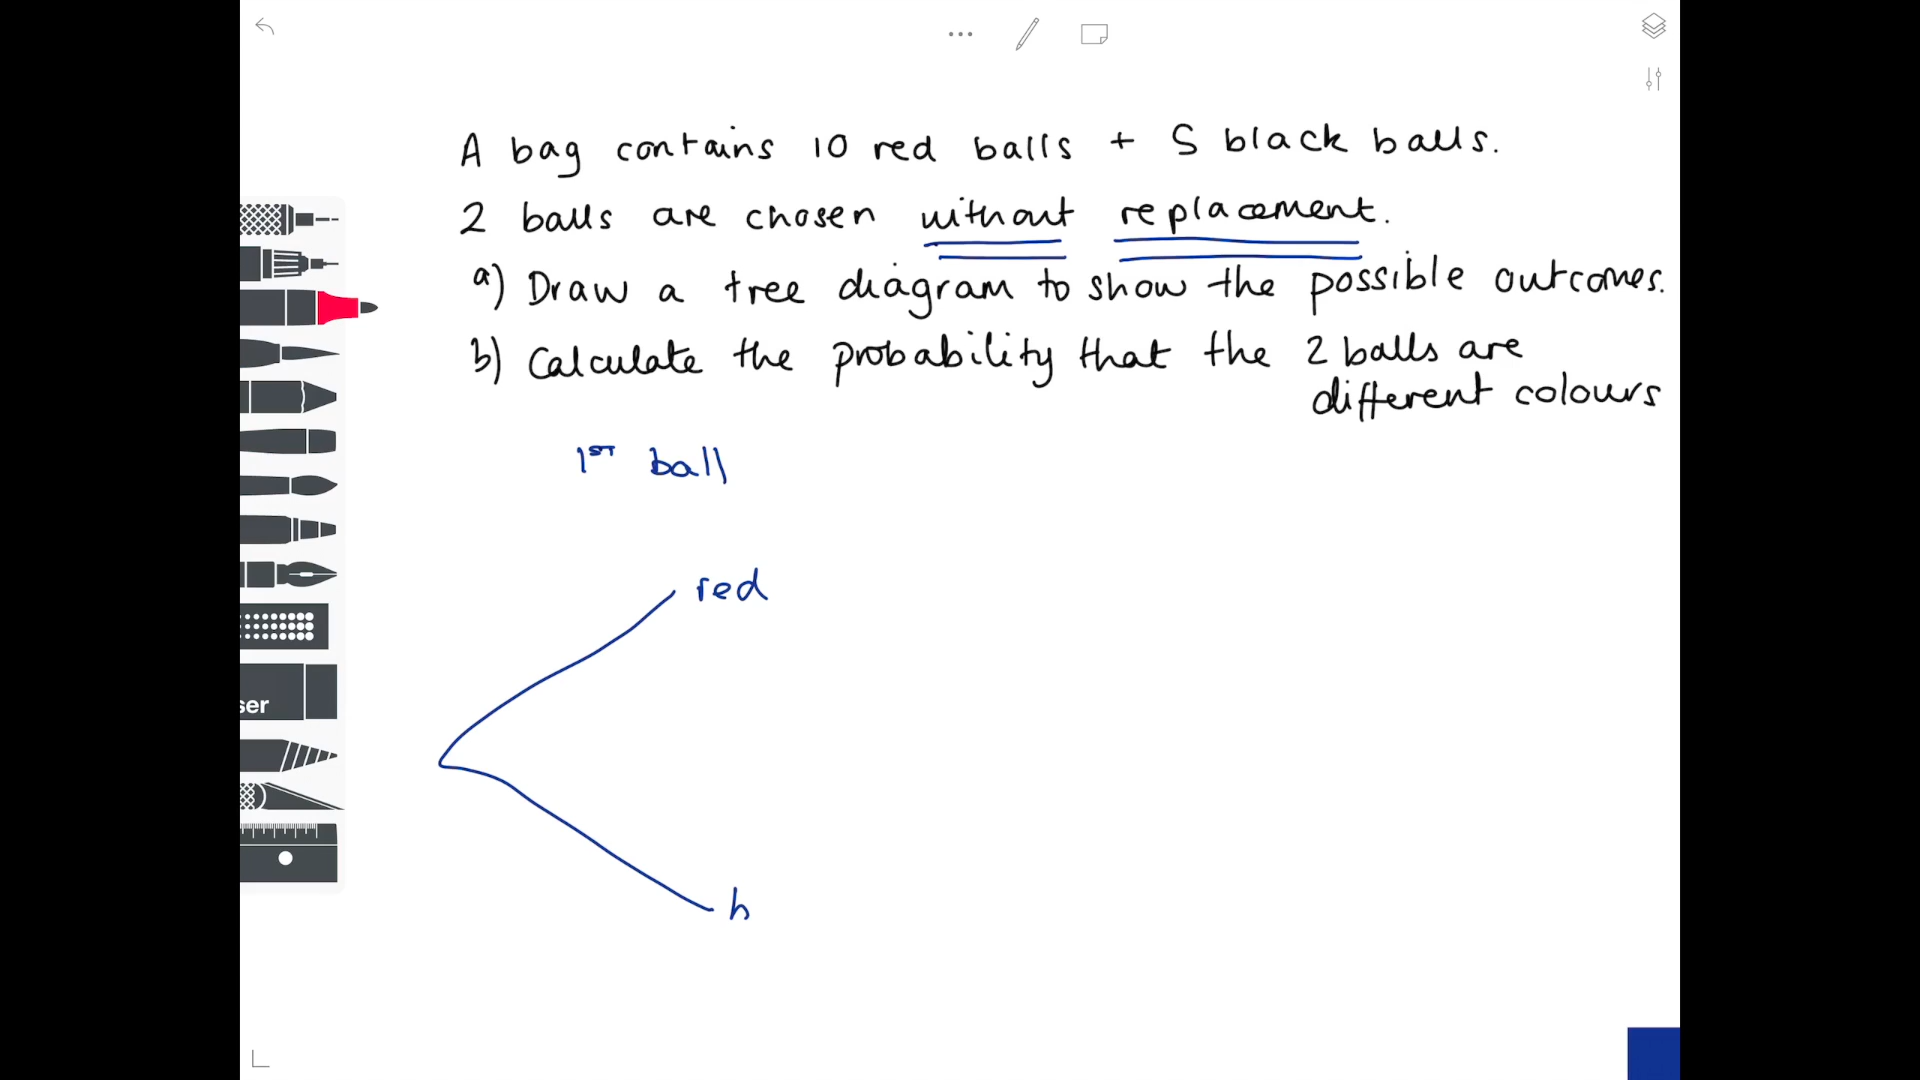 A bag contains 10 red balls + 5 black balls.
2 balls are chosen without replacement.
a) Draw a tree diagram to show the possible outcomes.
b) Calculate the probability that the 2 balls are
different colours
1ST ball
red
b
ser